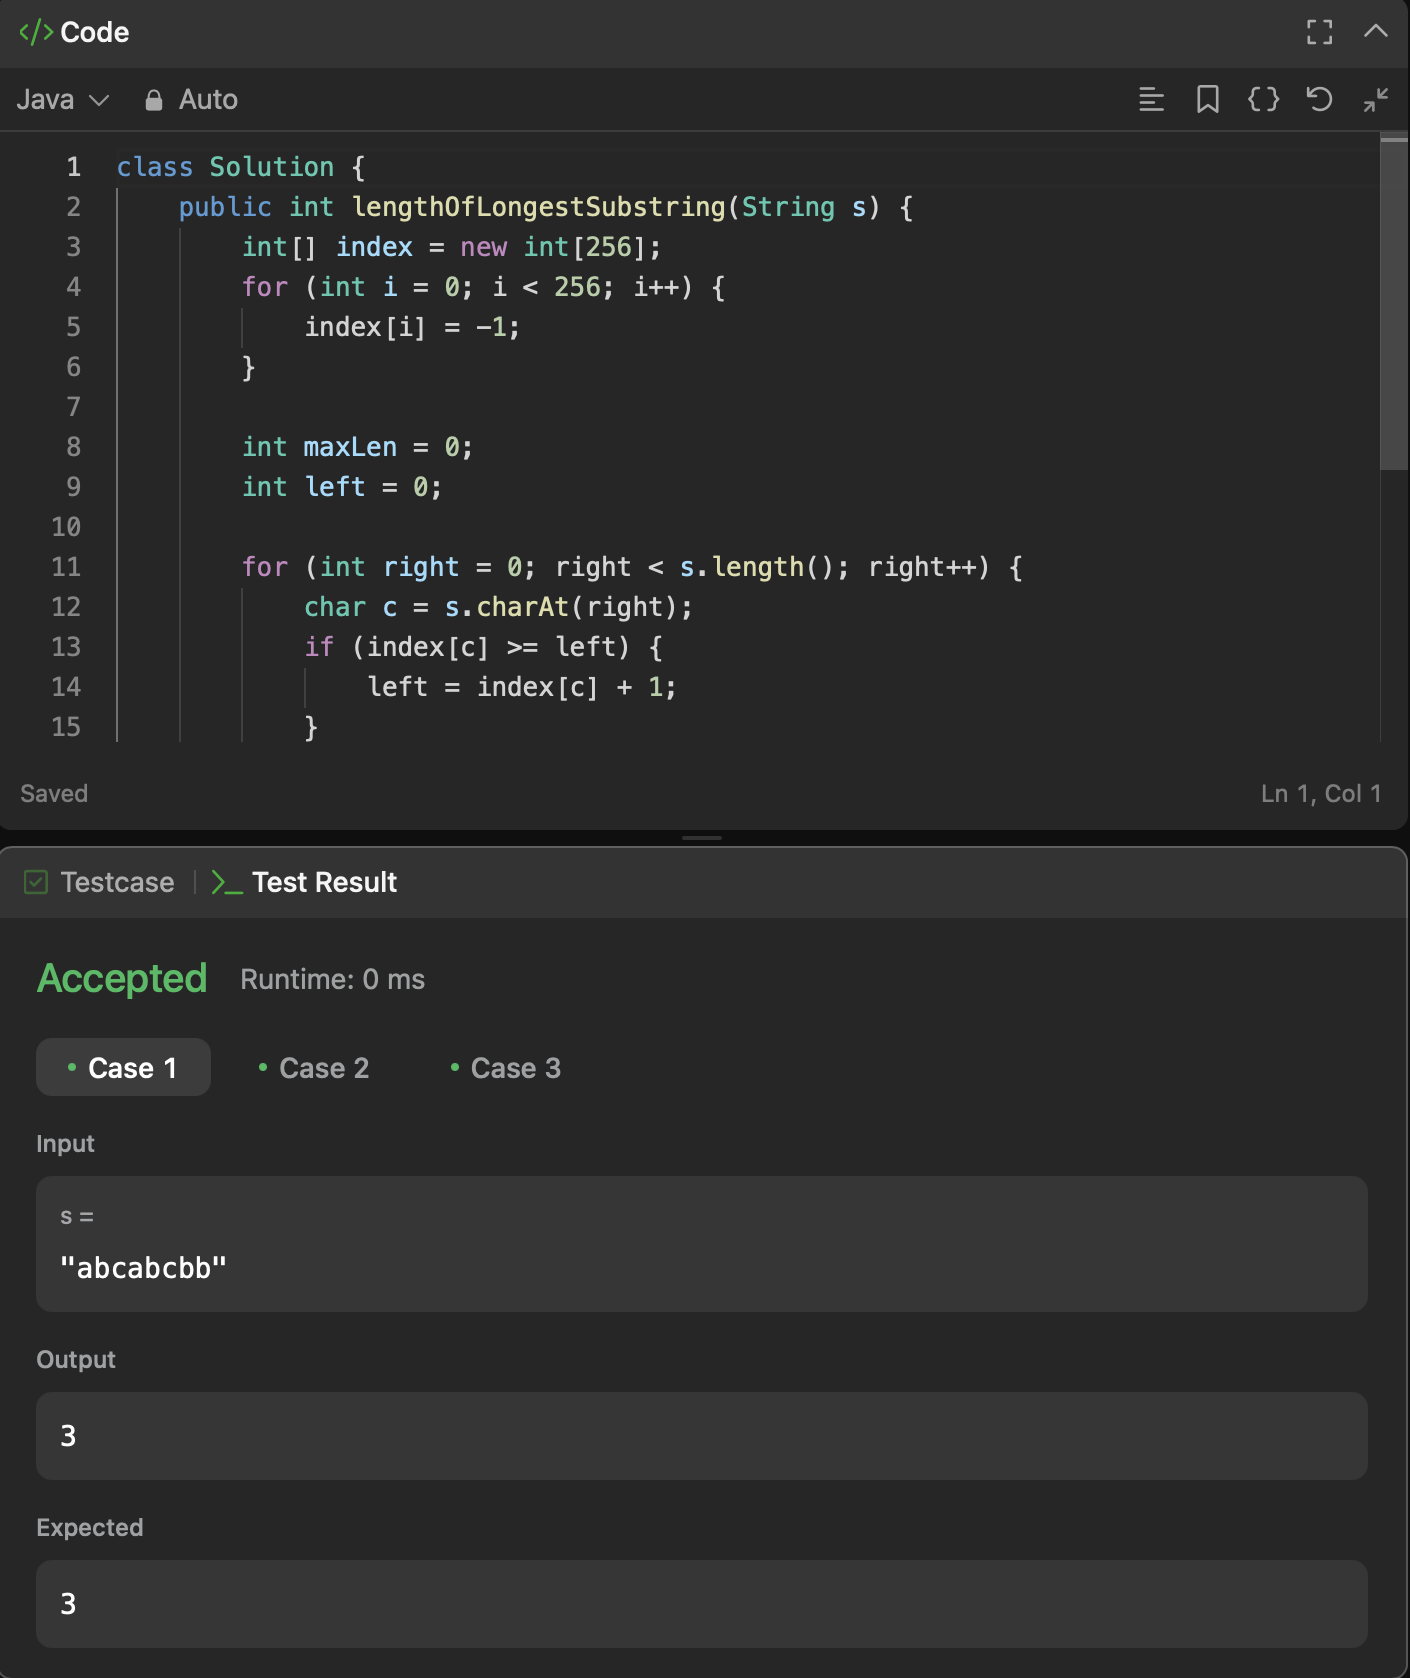 </> Code
Java Auto {}
1 class Solution {
2     public int lengthOfLongestSubstring(String s) {
3         int[] index = new int[256];
4         for (int i = 0; i < 256; i++) {
5             index[i] = -1;
6         }
7
8         int maxLen = 0;
9         int left = 0;
10
11         for (int right = 0; right < s.length(); right++) {
12             char c = s.charAt(right);
13             if (index[c] >= left) {
14                 left = index[c] + 1;
15             }
Saved Ln 1, Col 1
Testcase | >_ Test Result
Accepted Runtime: 0 ms
• Case 1 • Case 2 • Case 3
Input
s =
"abcabcbb"
Output
3
Expected
3